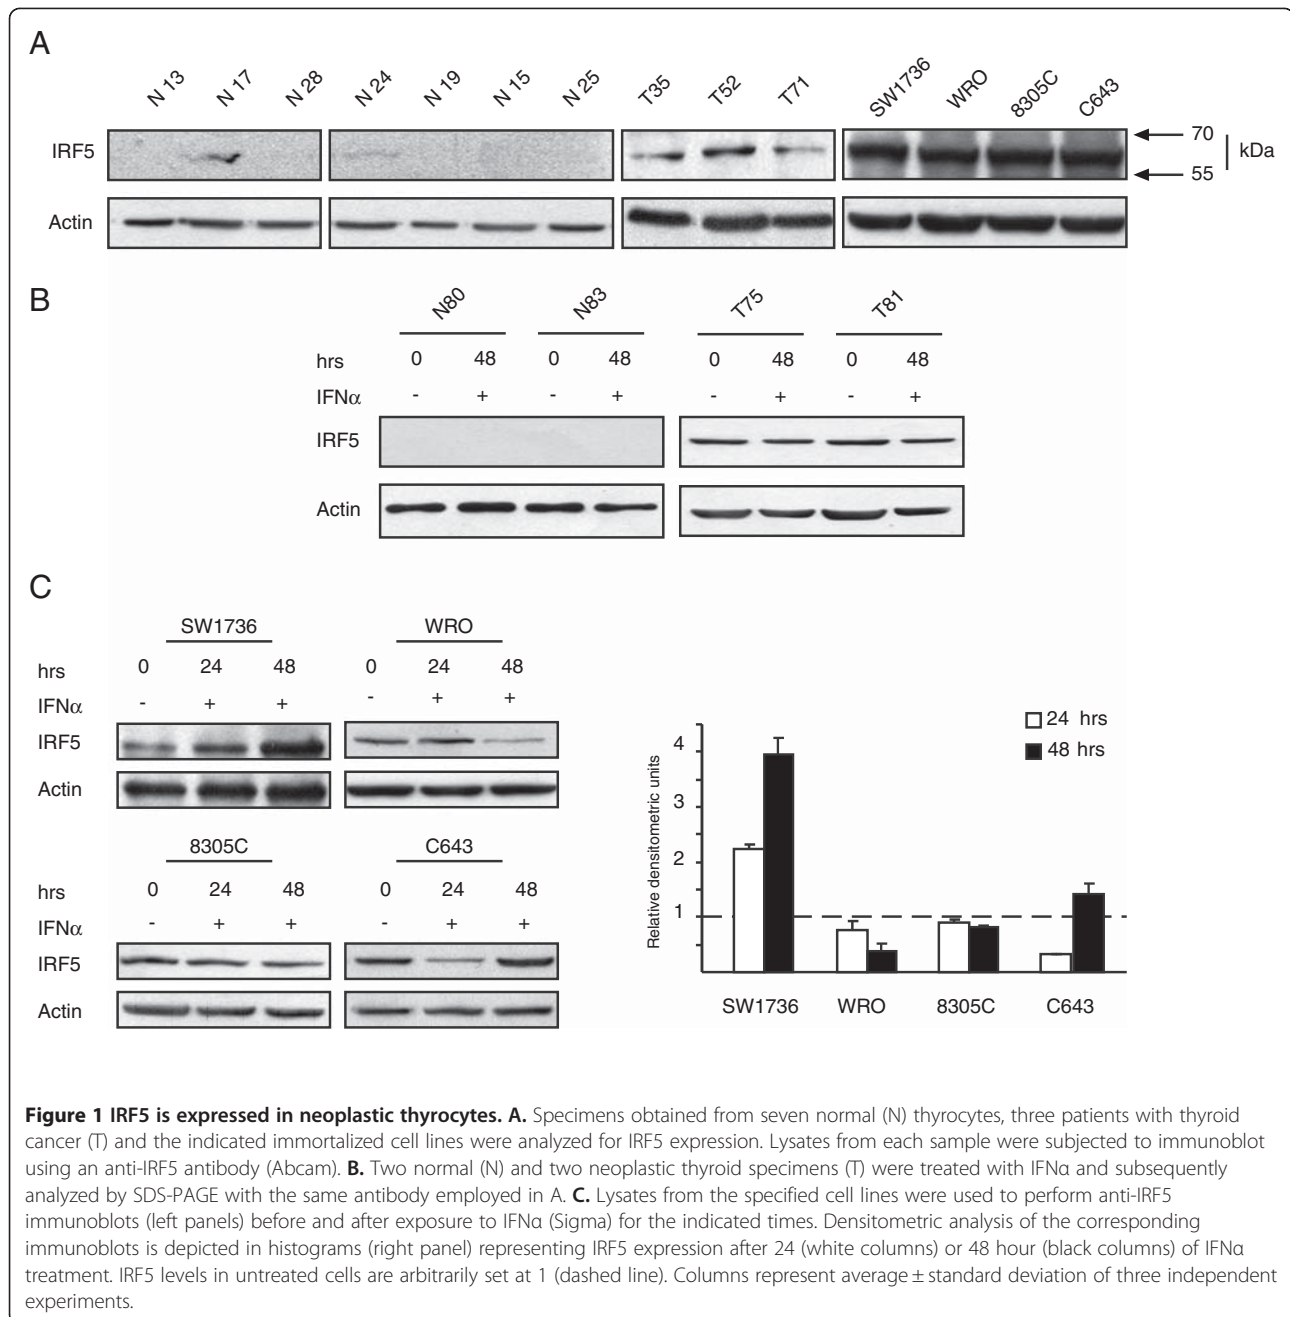 A
N 13 N 17 N 28 N 24 N 19 N 15 N 25 T35 T52 T71 SW1736 WRO 8305C C643
IRF5
70
kDa
55
Actin
B
N80 N83 T75 T81
hrs 0 48 0 48 0 48 0 48
IFNα - + - + - + - +
IRF5
Actin
C
SW1736 WRO
hrs 0 24 48 0 24 48
IFNα - + + - + +
IRF5
Actin
8305C C643
hrs 0 24 48 0 24 48
IFNα - + + - + +
IRF5
Actin
24 hrs
48 hrs
Relative densitometric units
4
3
2
1
SW1736 WRO 8305C C643
Figure 1 IRF5 is expressed in neoplastic thyrocytes. A. Specimens obtained from seven normal (N) thyrocytes, three patients with thyroid
cancer (T) and the indicated immortalized cell lines were analyzed for IRF5 expression. Lysates from each sample were subjected to immunoblot
using an anti-IRF5 antibody (Abcam). B. Two normal (N) and two neoplastic thyroid specimens (T) were treated with IFNα and subsequently
analyzed by SDS-PAGE with the same antibody employed in A. C. Lysates from the specified cell lines were used to perform anti-IRF5
immunoblots (left panels) before and after exposure to IFNα (Sigma) for the indicated times. Densitometric analysis of the corresponding
immunoblots is depicted in histograms (right panel) representing IRF5 expression after 24 (white columns) or 48 hour (black columns) of IFNα
treatment. IRF5 levels in untreated cells are arbitrarily set at 1 (dashed line). Columns represent average ± standard deviation of three independent
experiments.